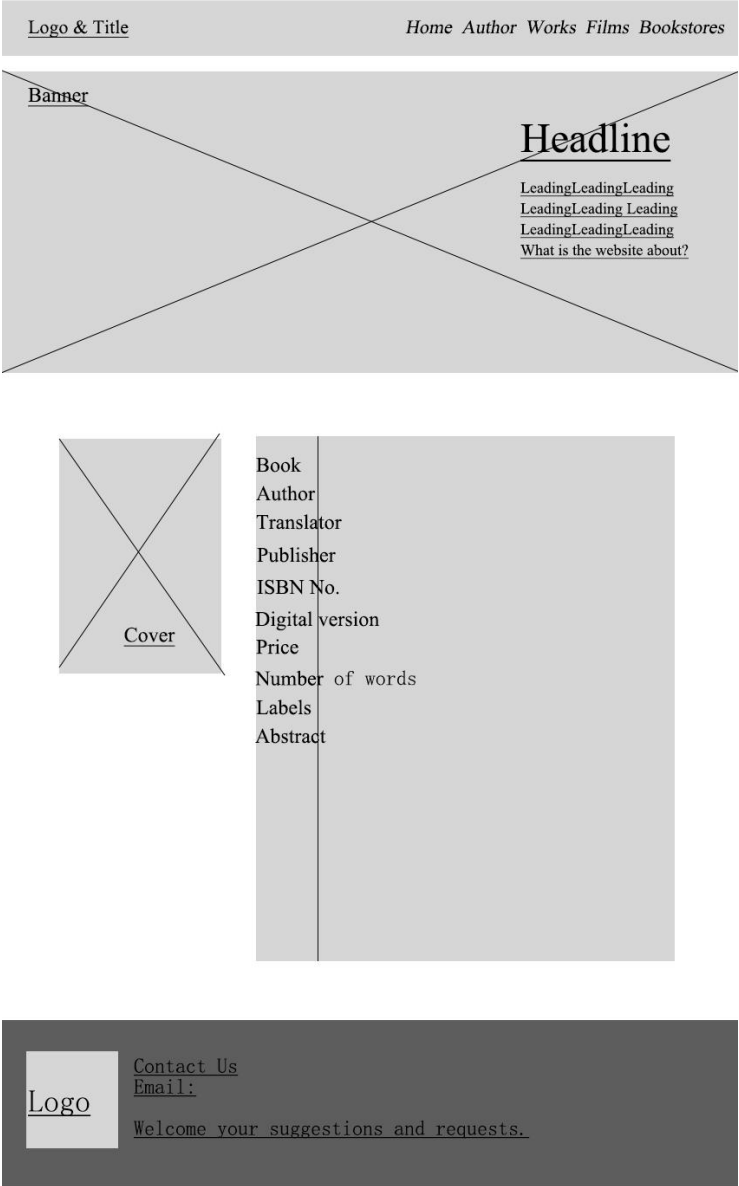 Logo & Title
Home Author Works Films Bookstores
Banner
Headline
LeadingLeadingLeading
LeadingLeading Leading
LeadingLeadingLeading
What is the website about?
Cover
Book
Author
Translator
Publisher
ISBN No.
Digital version
Price
Number of words
Labels
Abstract
Logo
Contact Us
Email:
Welcome your suggestions and requests.